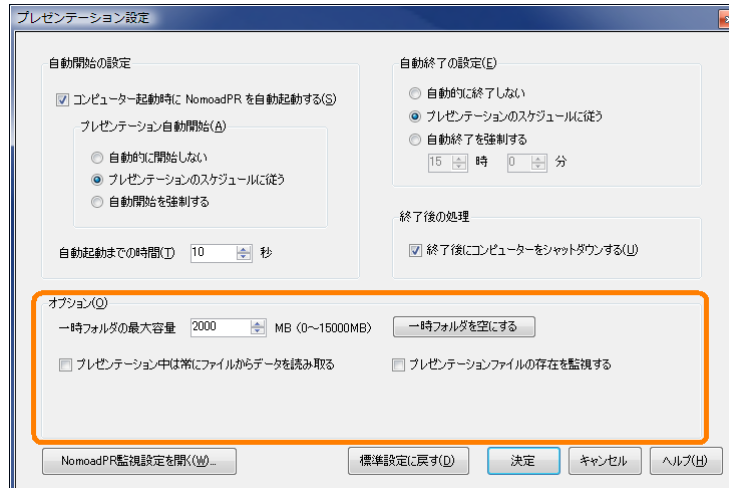 プレゼンテーション設定
自動開始の設定
コンピューター起動時に NomoadPR を自動起動する(S)
プレゼンテーション自動開始(A)
自動的に開始しない
プレゼンテーションのスケジュールに従う
自動開始を強制する
自動起動までの時間(T) 10 秒
自動終了の設定(E)
自動的に終了しない
プレゼンテーションのスケジュールに従う
自動終了を強制する
15 時 0 分
終了後の処理
終了後にコンピューターをシャットダウンする(U)
オプション(O)
一時フォルダの最大容量 2000 MB (0～15000MB) 一時フォルダを空にする
プレゼンテーション中は常にファイルからデータを読み取る プレゼンテーションファイルの存在を監視する
NomoadPR監視設定を開く(W)... 標準設定に戻す(D) 決定 キャンセル ヘルプ(H)